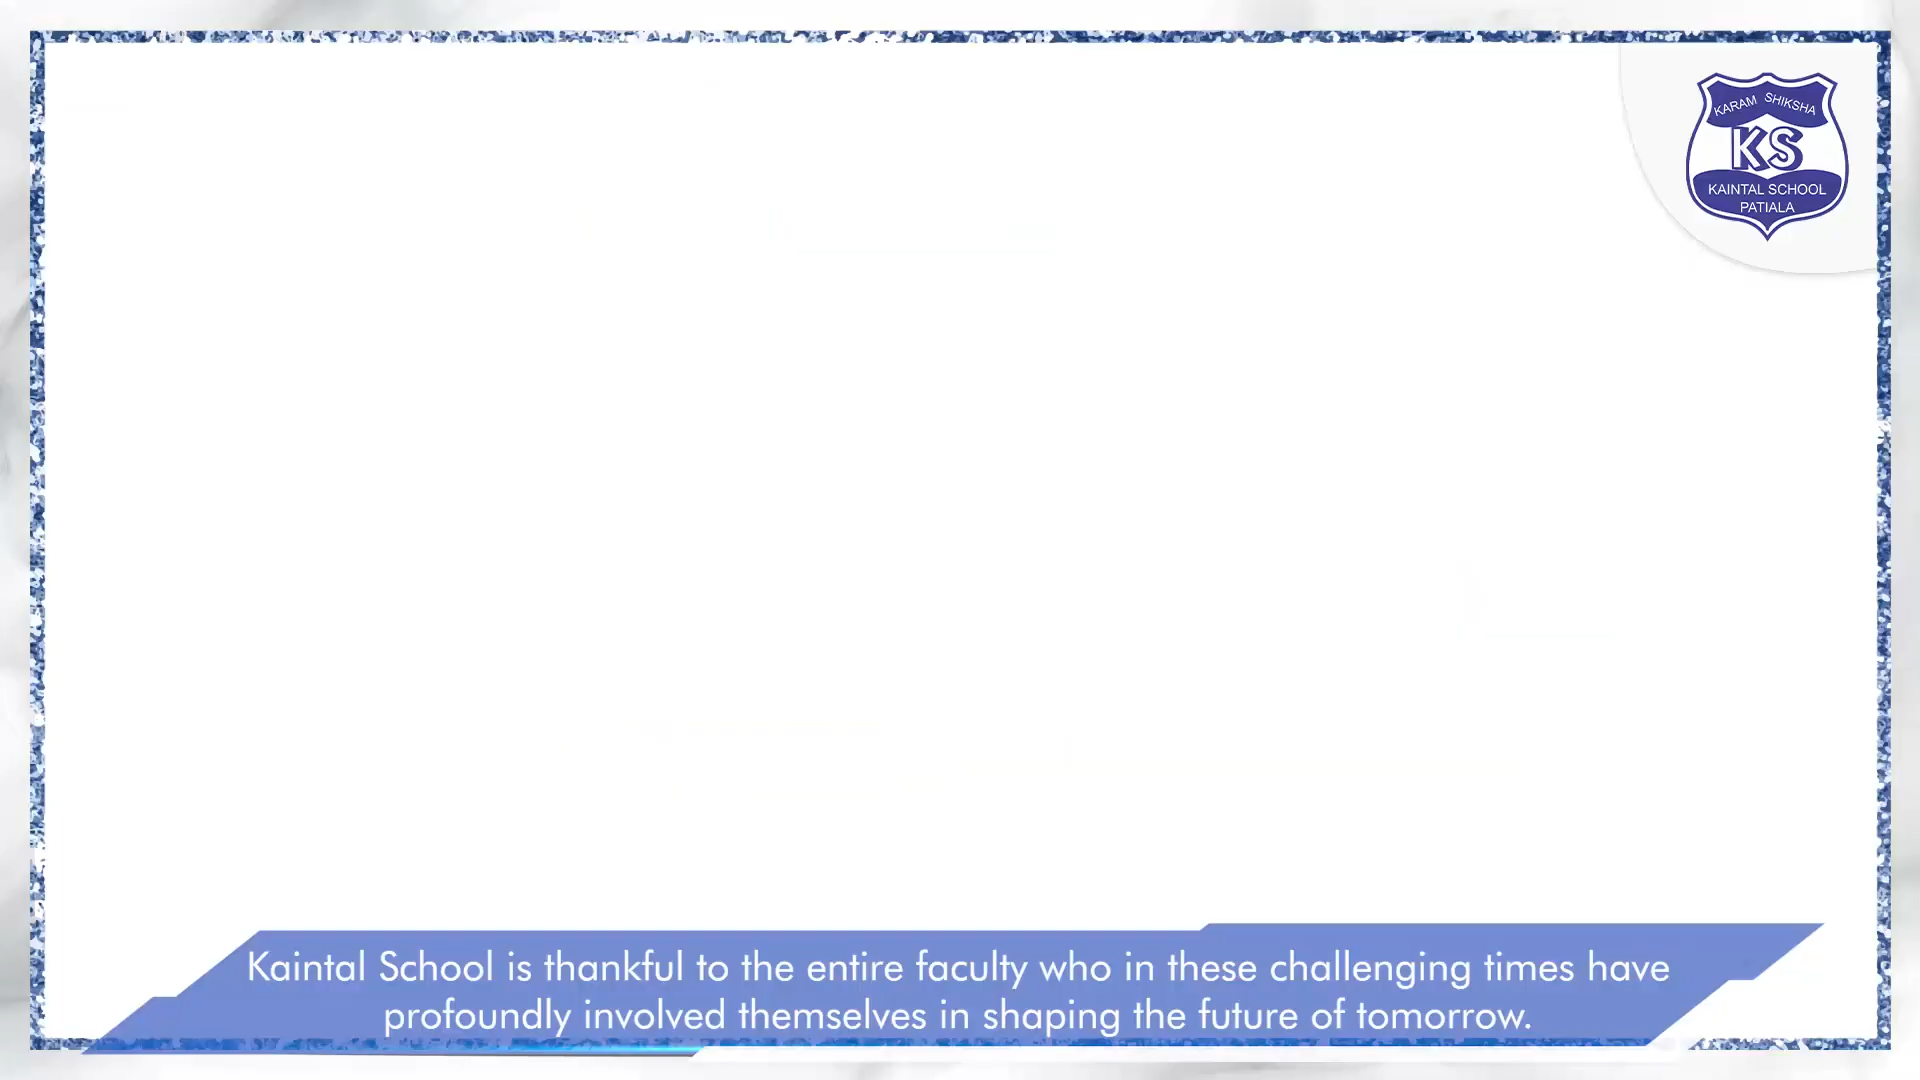 KARAM SHIKSHA
KS
KAINTAL SCHOOL
PATIALA
Kaintal School is thankful to the entire faculty who in these challenging times have
profoundly involved themselves in shaping the future of tomorrow.